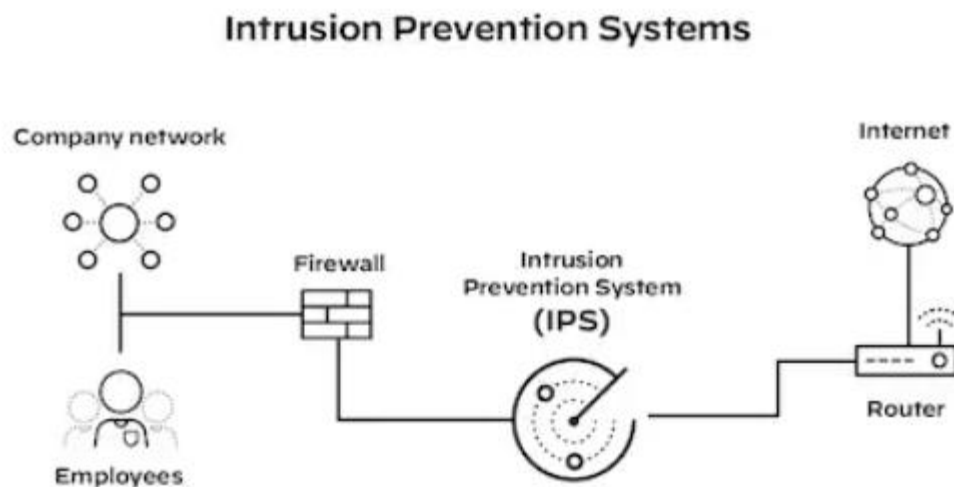 Intrusion Prevention Systems
Company network
Internet
Firewall
Intrusion
Prevention System
(IPS)
Router
Employees